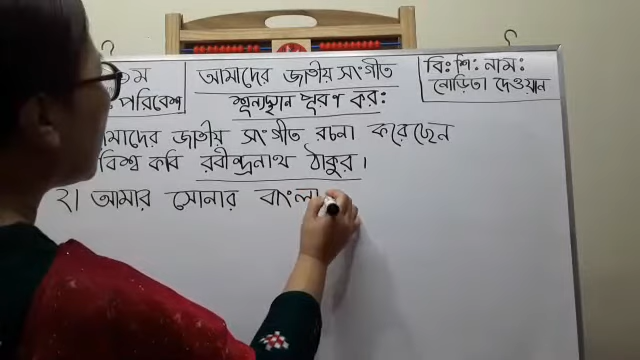 ম
পরিবেশ
আমাদের জাতীয় সংগীত
শূন্যস্থান পূরণ কর:
বি: শি: নাম:
নোড়িতা দেওয়ান
আমাদের জাতীয় সংগীত রচনা করেছেন
বিশ্ব কবি রবীন্দ্রনাথ ঠাকুর।
২। আমার সোনার বাংলা